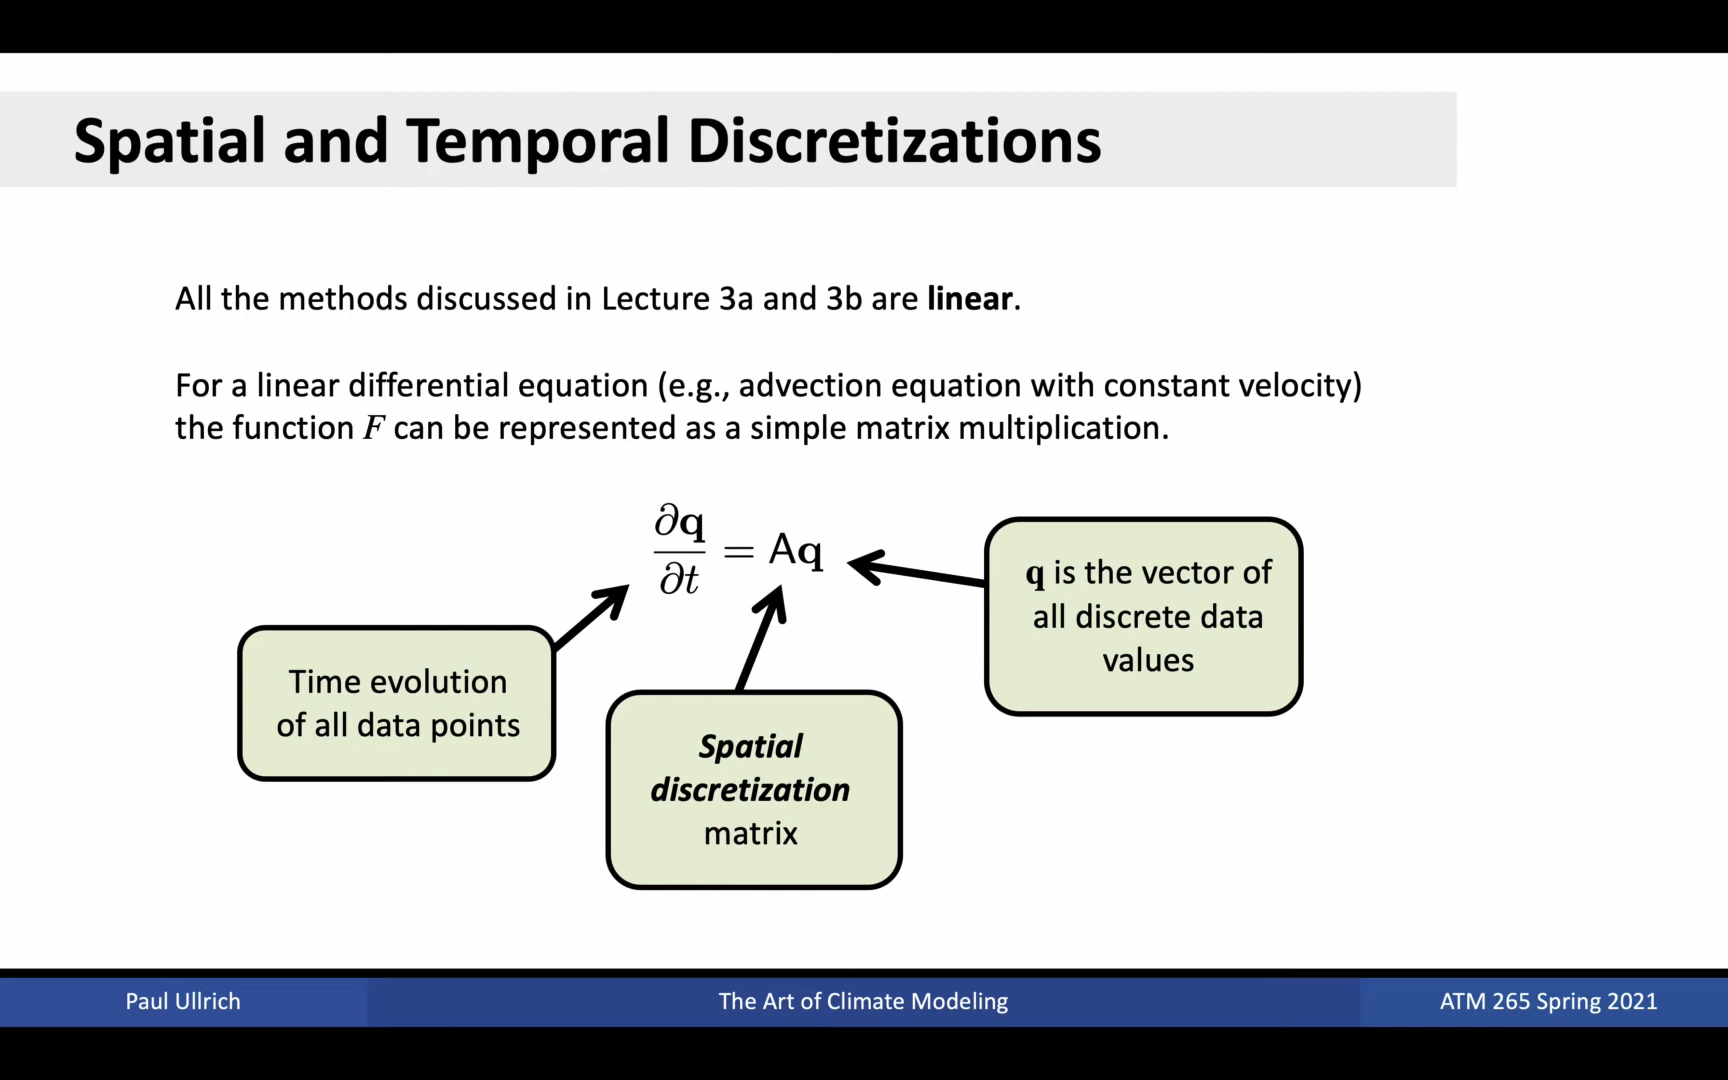 Spatial and Temporal Discretizations
All the methods discussed in Lecture 3a and 3b are linear.
For a linear differential equation (e.g., advection equation with constant velocity)
the function F can be represented as a simple matrix multiplication.
∂q/∂t = Aq
q is the vector of
all discrete data
values
Time evolution
of all data points
Spatial
discretization
matrix
Paul Ullrich
The Art of Climate Modeling
ATM 265 Spring 2021